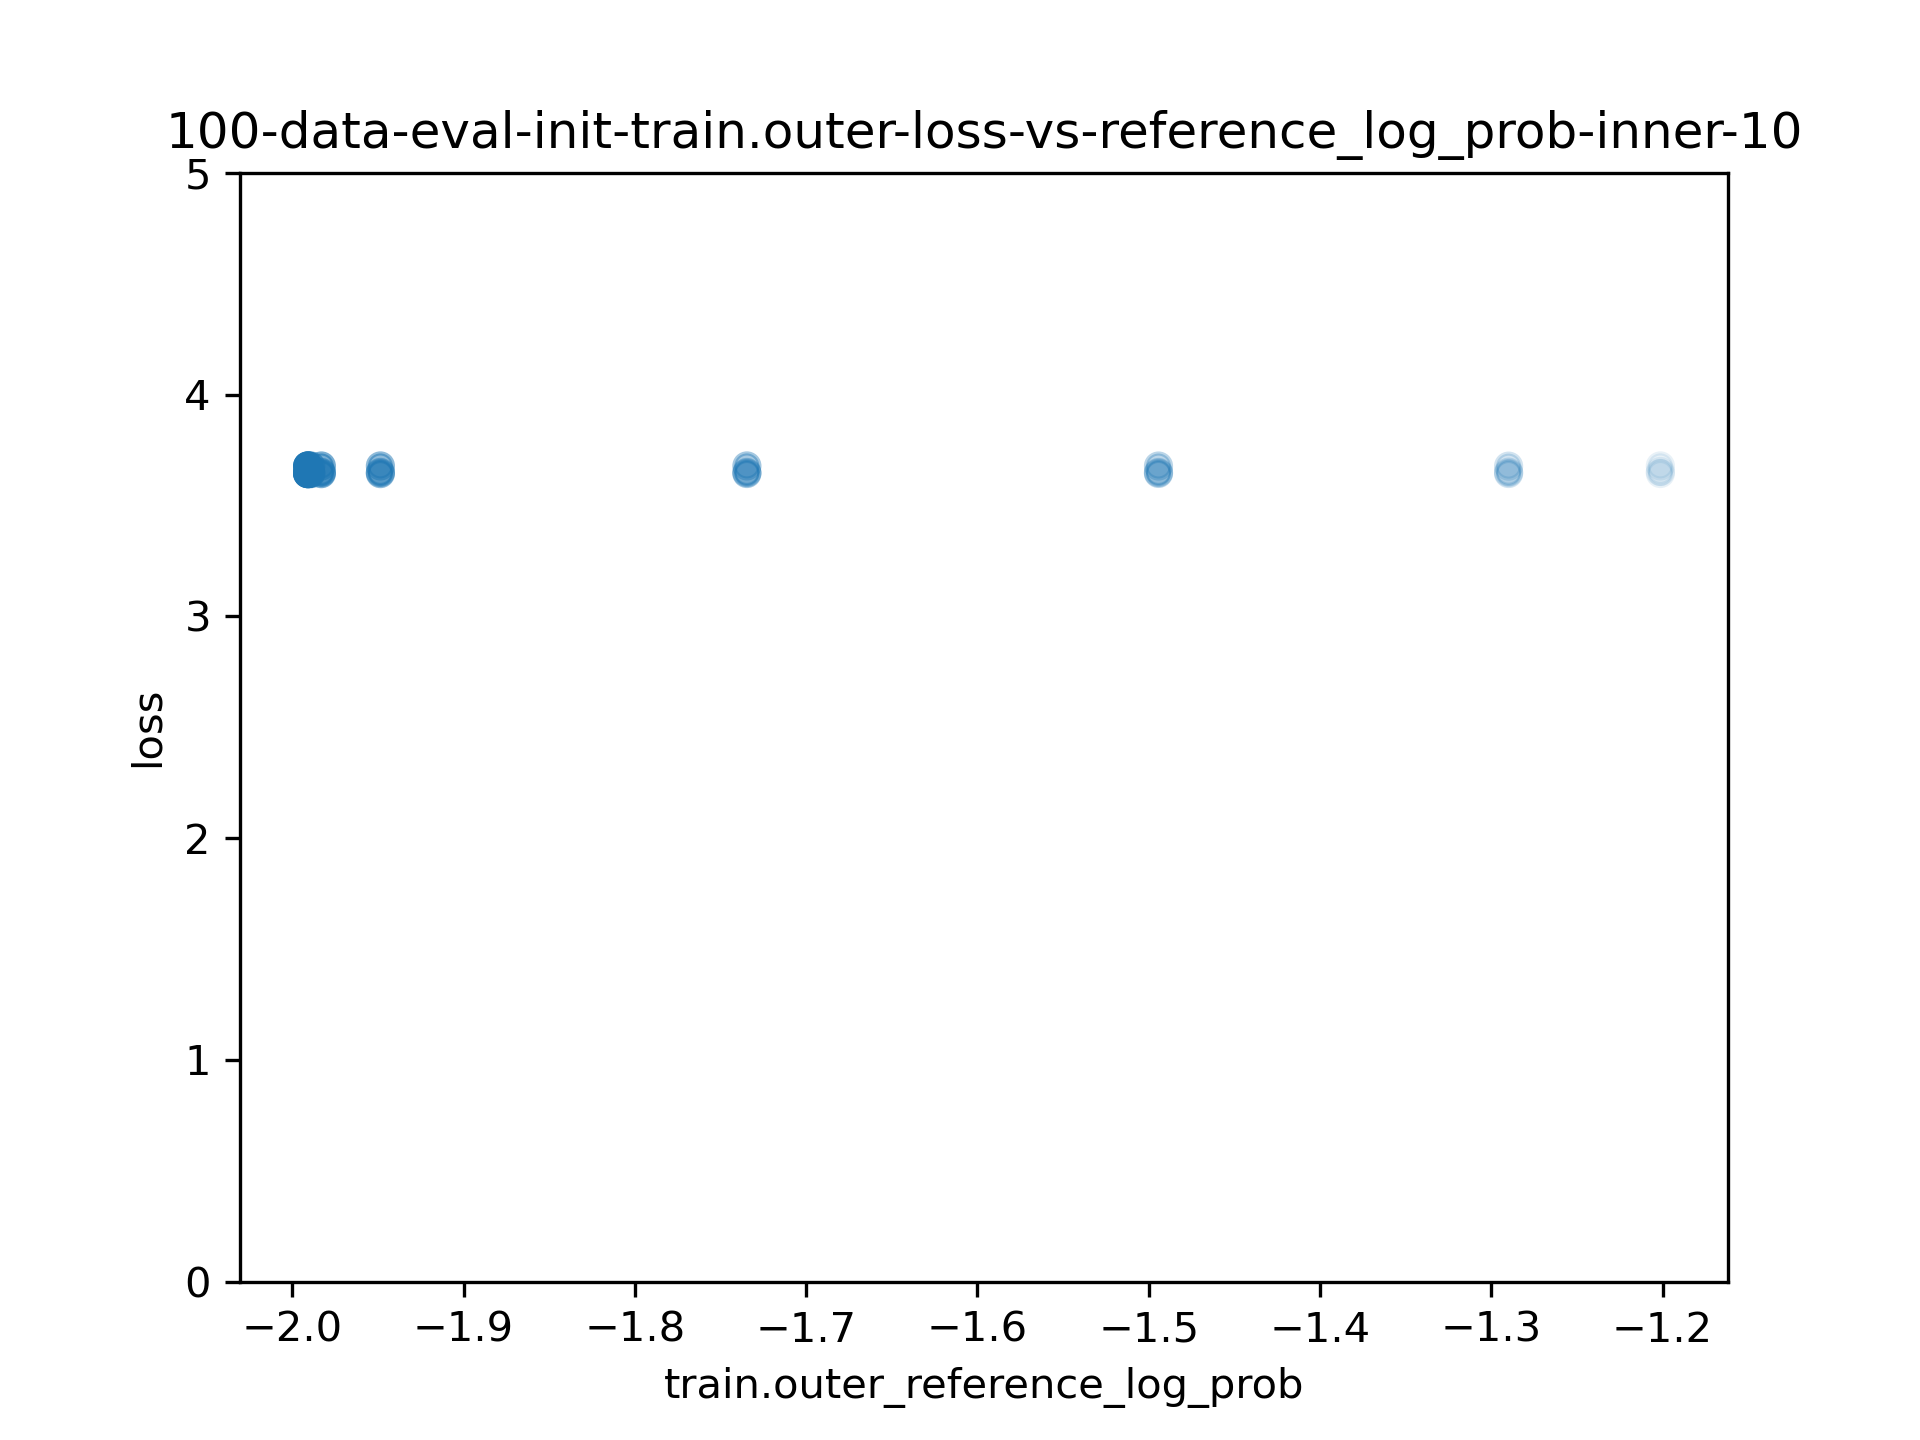 100-data-eval-init-train.outer-loss-vs-reference_log_prob-inner-10
5
4
3
2
1
0
loss
−2.0 −1.9 −1.8 −1.7 −1.6 −1.5 −1.4 −1.3 −1.2
train.outer_reference_log_prob